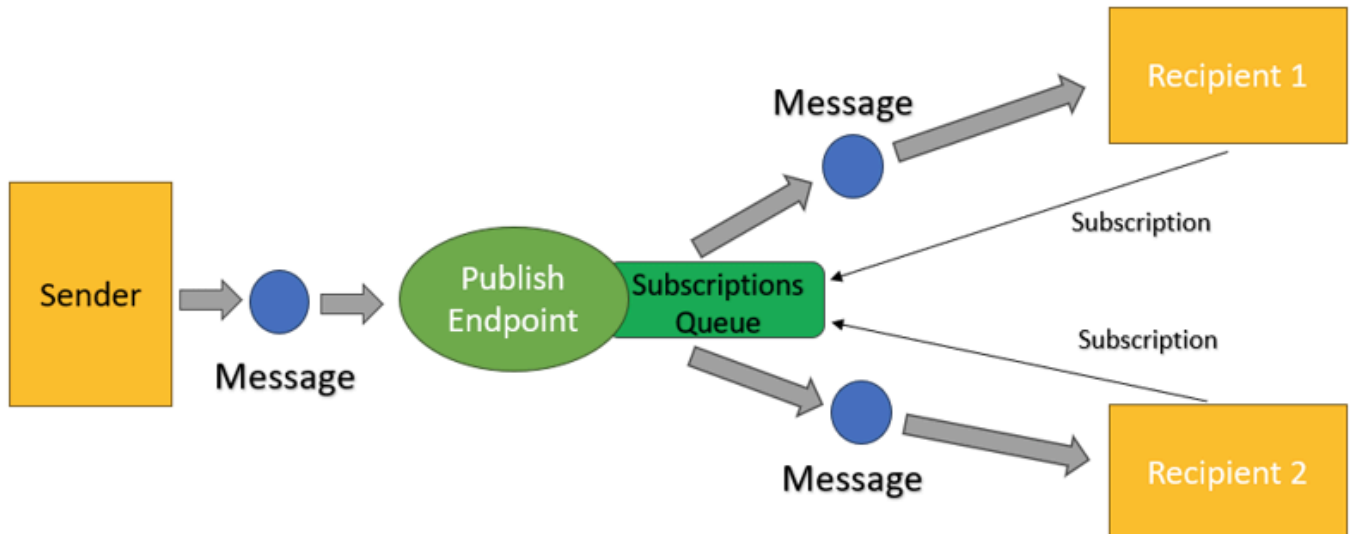 Sender
Message
Publish
Endpoint
Subscriptions
Queue
Message
Recipient 1
Subscription
Subscription
Message
Recipient 2